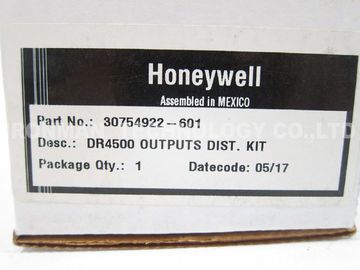 Honeywell
Assembled in MEXICO
Part No.: 30754922-601
Desc.: DR4500 OUTPUTS DIST. KIT
Package Qty.: 1 Datecode: 05/17